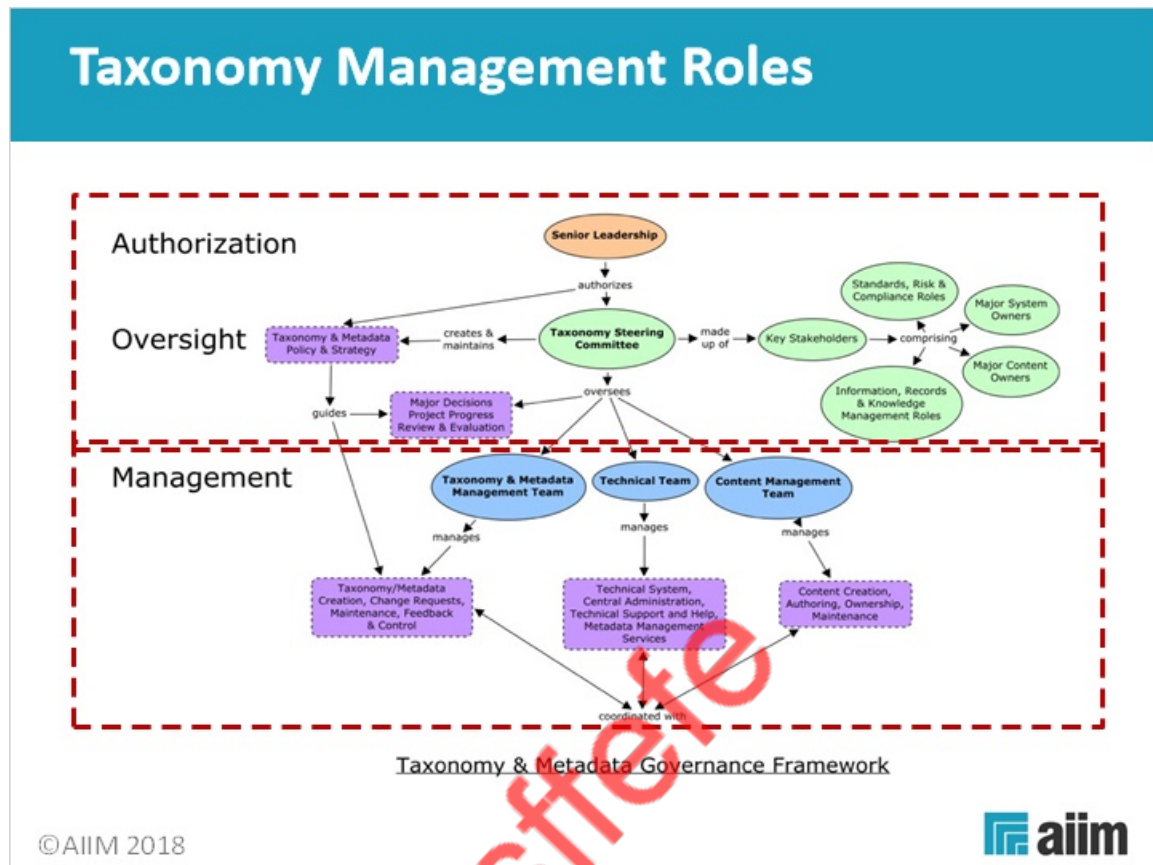 Taxonomy Management Roles
Authorization
Senior Leadership
authorizes
Oversight
Taxonomy & Metadata
Policy & Strategy
creates &
maintains
Taxonomy Steering
Committee
made
up of
Key Stakeholders
comprising
Standards, Risk &
Compliance Roles
Major System
Owners
Major Content
Owners
Information, Records
& Knowledge
Management Roles
guides
Major Decisions
Project Progress
Review & Evaluation
oversees
Management
Taxonomy & Metadata
Management Team
Technical Team
Content Management
Team
manages
manages
manages
Taxonomy/Metadata
Creation, Change Requests,
Maintenance, Feedback
& Control
Technical System,
Central Administration,
Technical Support and Help,
Metadata Management
Services
Content Creation,
Authoring, Ownership,
Maintenance
coordinated with
Taxonomy & Metadata Governance Framework
©AIIM 2018
aiim